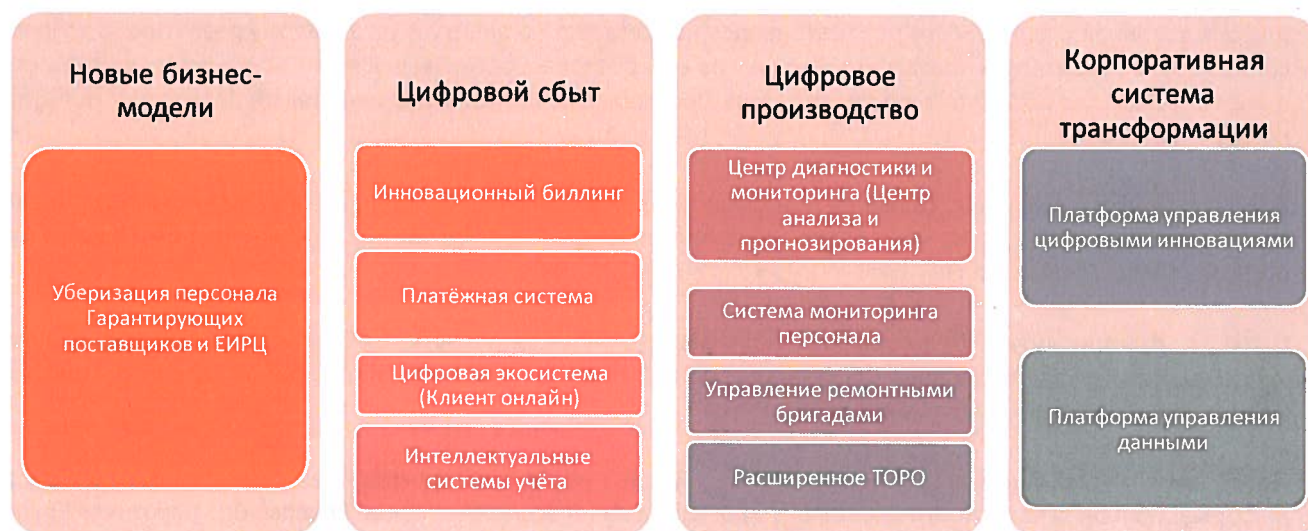 Новые бизнес-
модели
Уберизация персонала
Гарантирующих
поставщиков и ЕИРЦ
Цифровой сбыт
Инновационный биллинг
Платёжная система
Цифровая экосистема
(Клиент онлайн)
Интеллектуальные
системы учёта
Цифровое
производство
Центр диагностики и
мониторинга (Центр
анализа и
прогнозирования)
Система мониторинга
персонала
Управление ремонтными
бригадами
Расширенное ТОРО
Корпоративная
система
трансформации
Платформа управления
цифровыми инновациями
Платформа управления
данными